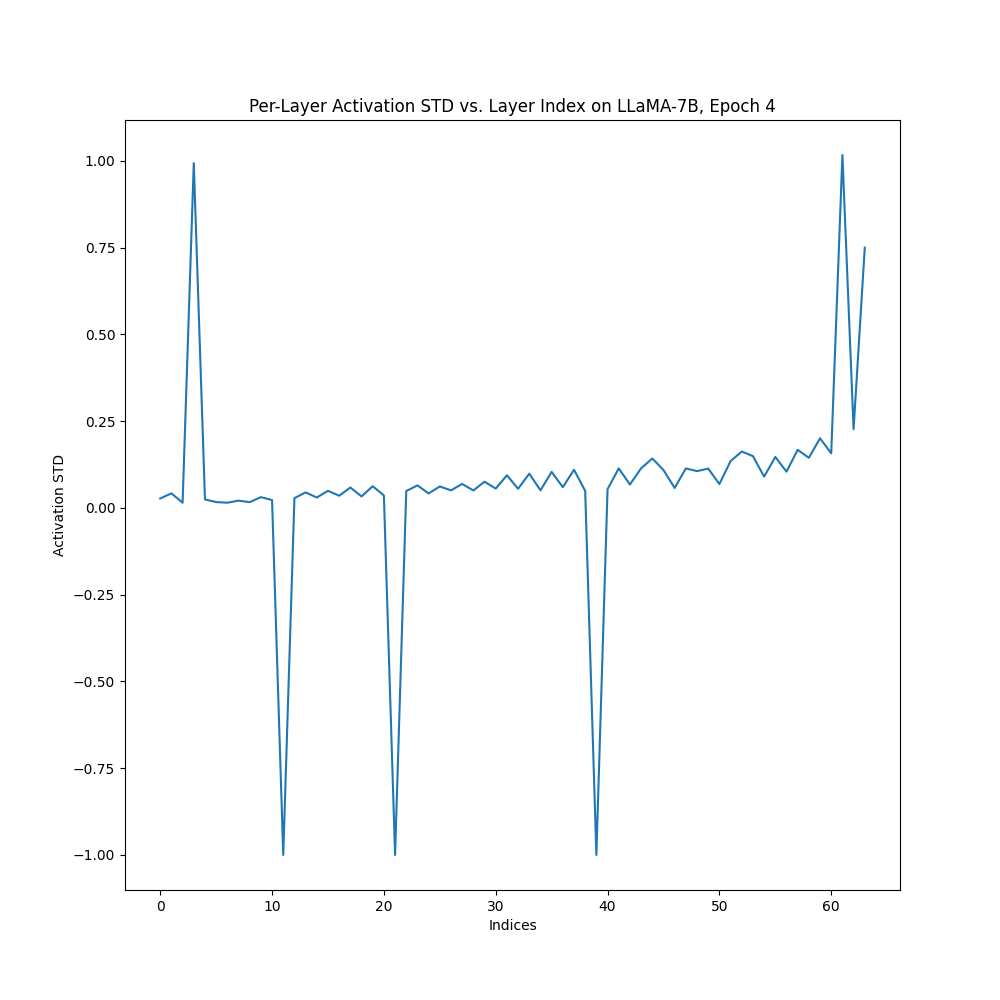 Per-Layer Activation STD vs. Layer Index on LLaMA-7B, Epoch 4
1.00
0.75
0.50
0.25
0.00
−0.25
−0.50
−0.75
−1.00
Activation STD
0 10 20 30 40 50 60
Indices